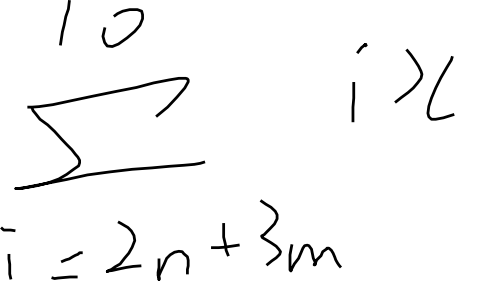 10
∑ i x
i = 2n + 3m